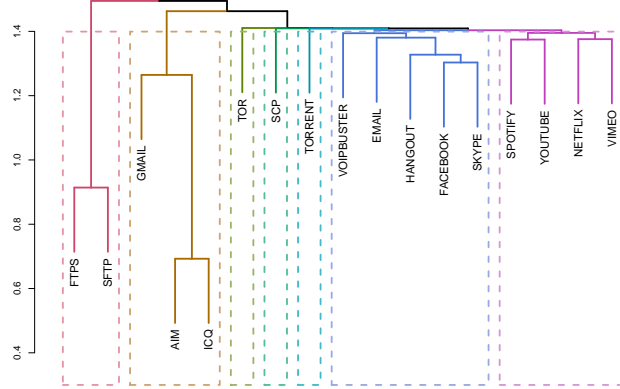 1.4
1.2
1.0
0.8
0.6
0.4
FTPS
SFTP
GMAIL
AIM
ICQ
TOR
SCP
TORRENT
VOIPBUSTER
EMAIL
HANGOUT
FACEBOOK
SKYPE
SPOTIFY
YOUTUBE
NETFLIX
VIMEO